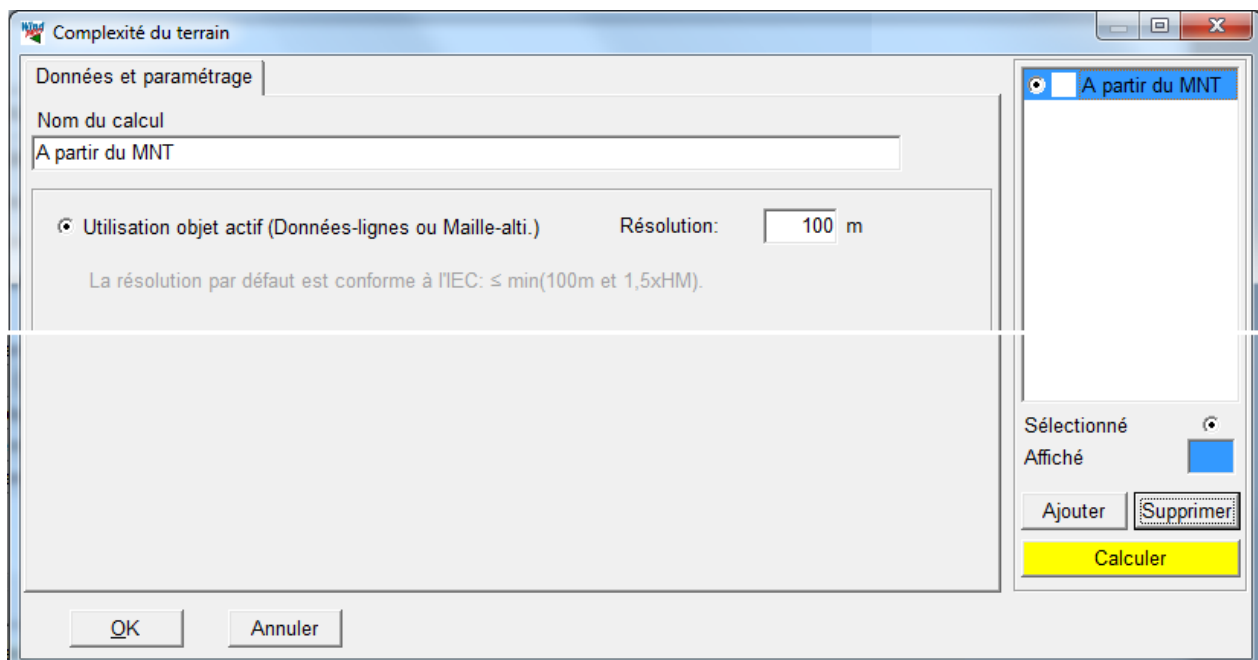 Wind
Complexité du terrain
Données et paramétrage
Nom du calcul
A partir du MNT
Utilisation objet actif (Données-lignes ou Maille-alti.) Résolution: 100 m
La résolution par défaut est conforme à l'IEC: ≤ min(100m et 1,5xHM).
A partir du MNT
Sélectionné
Affiché
Ajouter Supprimer
Calculer
OK Annuler